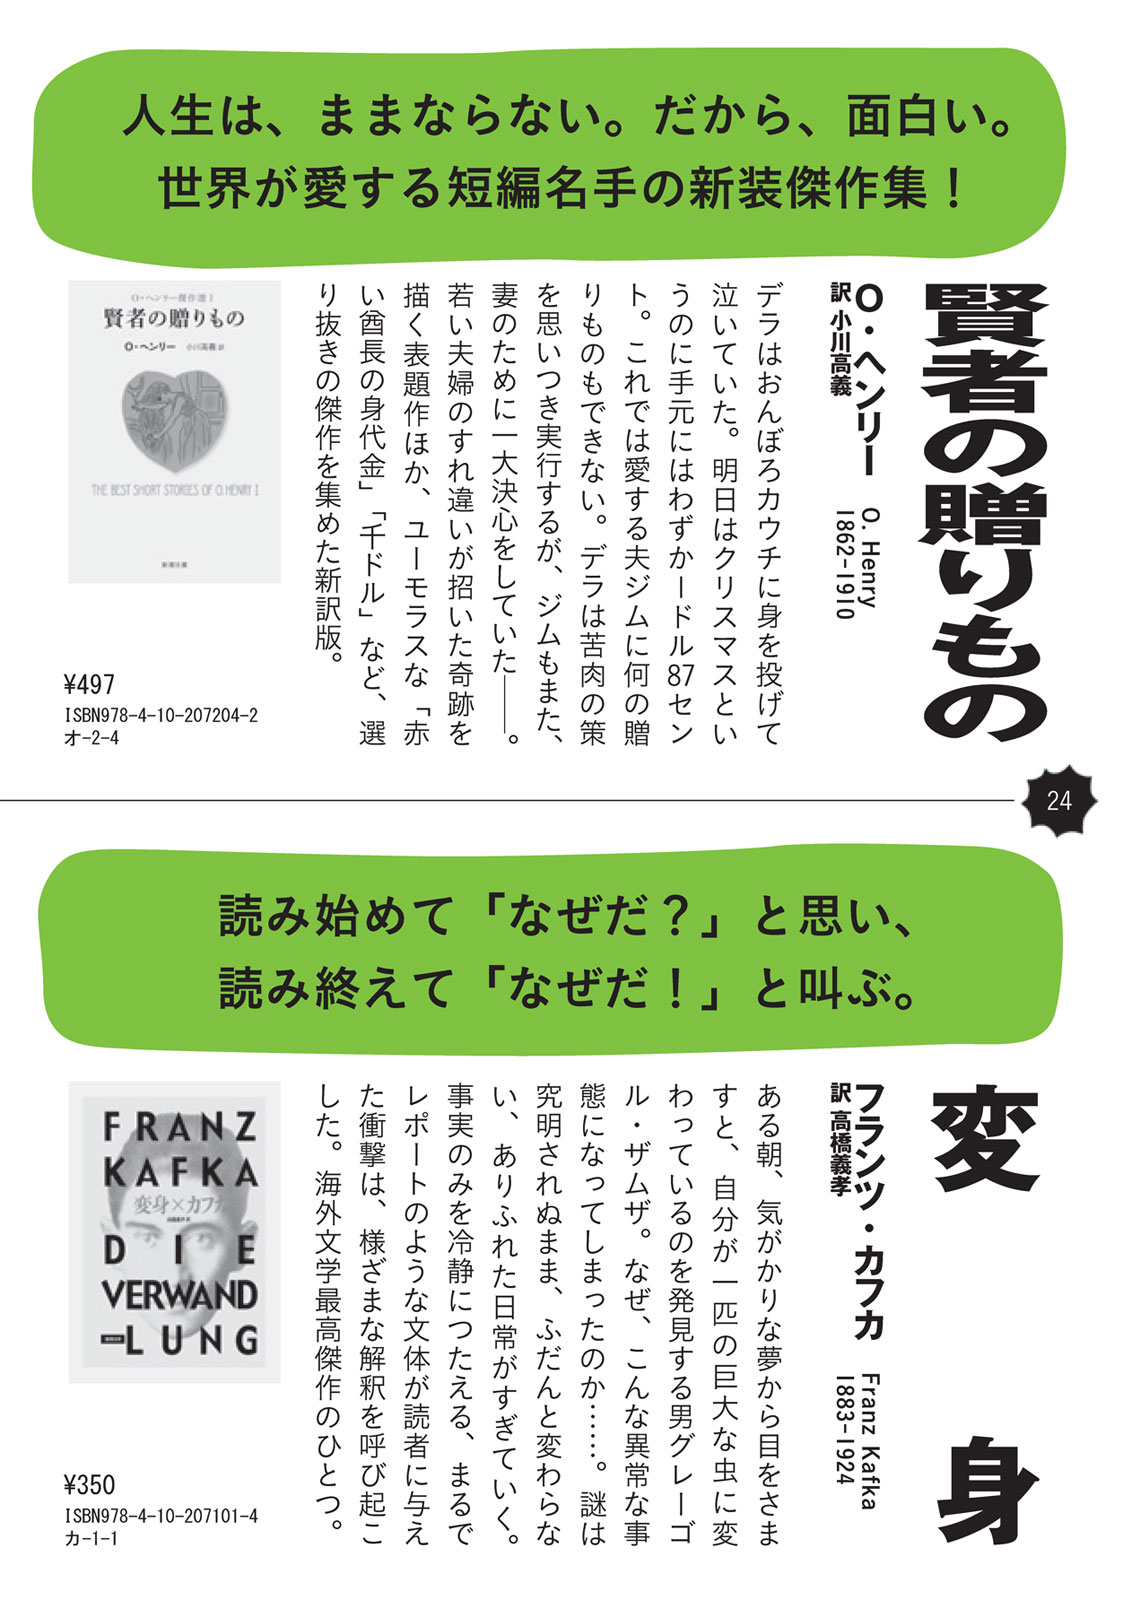 人生は、ままならない。だから、面白い。
世界が愛する短編名手の新装傑作集！
賢者の贈りもの
O・ヘンリー O. Henry
訳 小川高義 1862-1910
デラはおんぼろカウチに身を投げて
泣いていた。明日はクリスマスとい
うのに手元にはわずか一ドル87セン
ト。これでは愛する夫ジムに何の贈
りものもできない。デラは苦肉の策
を思いつき実行するが、ジムもまた、
妻のために一大決心をしていた――。
若い夫婦のすれ違いが招いた奇跡を
描く表題作ほか、ユーモラスな「赤
い酋長の身代金」「千ドル」など、選
り抜きの傑作を集めた新訳版。
O・ヘンリー傑作選 I
賢者の贈りもの
O・ヘンリー 小川高義 訳
THE BEST SHORT STORIES OF O.HENRY I
新潮文庫
¥497
ISBN978-4-10-207204-2
オ-2-4
24
読み始めて「なぜだ？」と思い、
読み終えて「なぜだ！」と叫ぶ。
変身
フランツ・カフカ Franz Kafka
訳 高橋義孝 1883-1924
ある朝、気がかりな夢から目をさま
すと、自分が一匹の巨大な虫に変
わっているのを発見する男グレーゴ
ル・ザムザ。なぜ、こんな異常な事
態になってしまったのか……。謎は
究明されぬまま、ふだんと変わらな
い、ありふれた日常がすぎていく。
事実のみを冷静につたえる、まるで
レポートのような文体が読者に与え
た衝撃は、様ざまな解釈を呼び起こ
した。海外文学最高傑作のひとつ。
FRANZ
KAFKA
変身×カフカ
DIE
VERWAND
LUNG
¥350
ISBN978-4-10-207101-4
カ-1-1